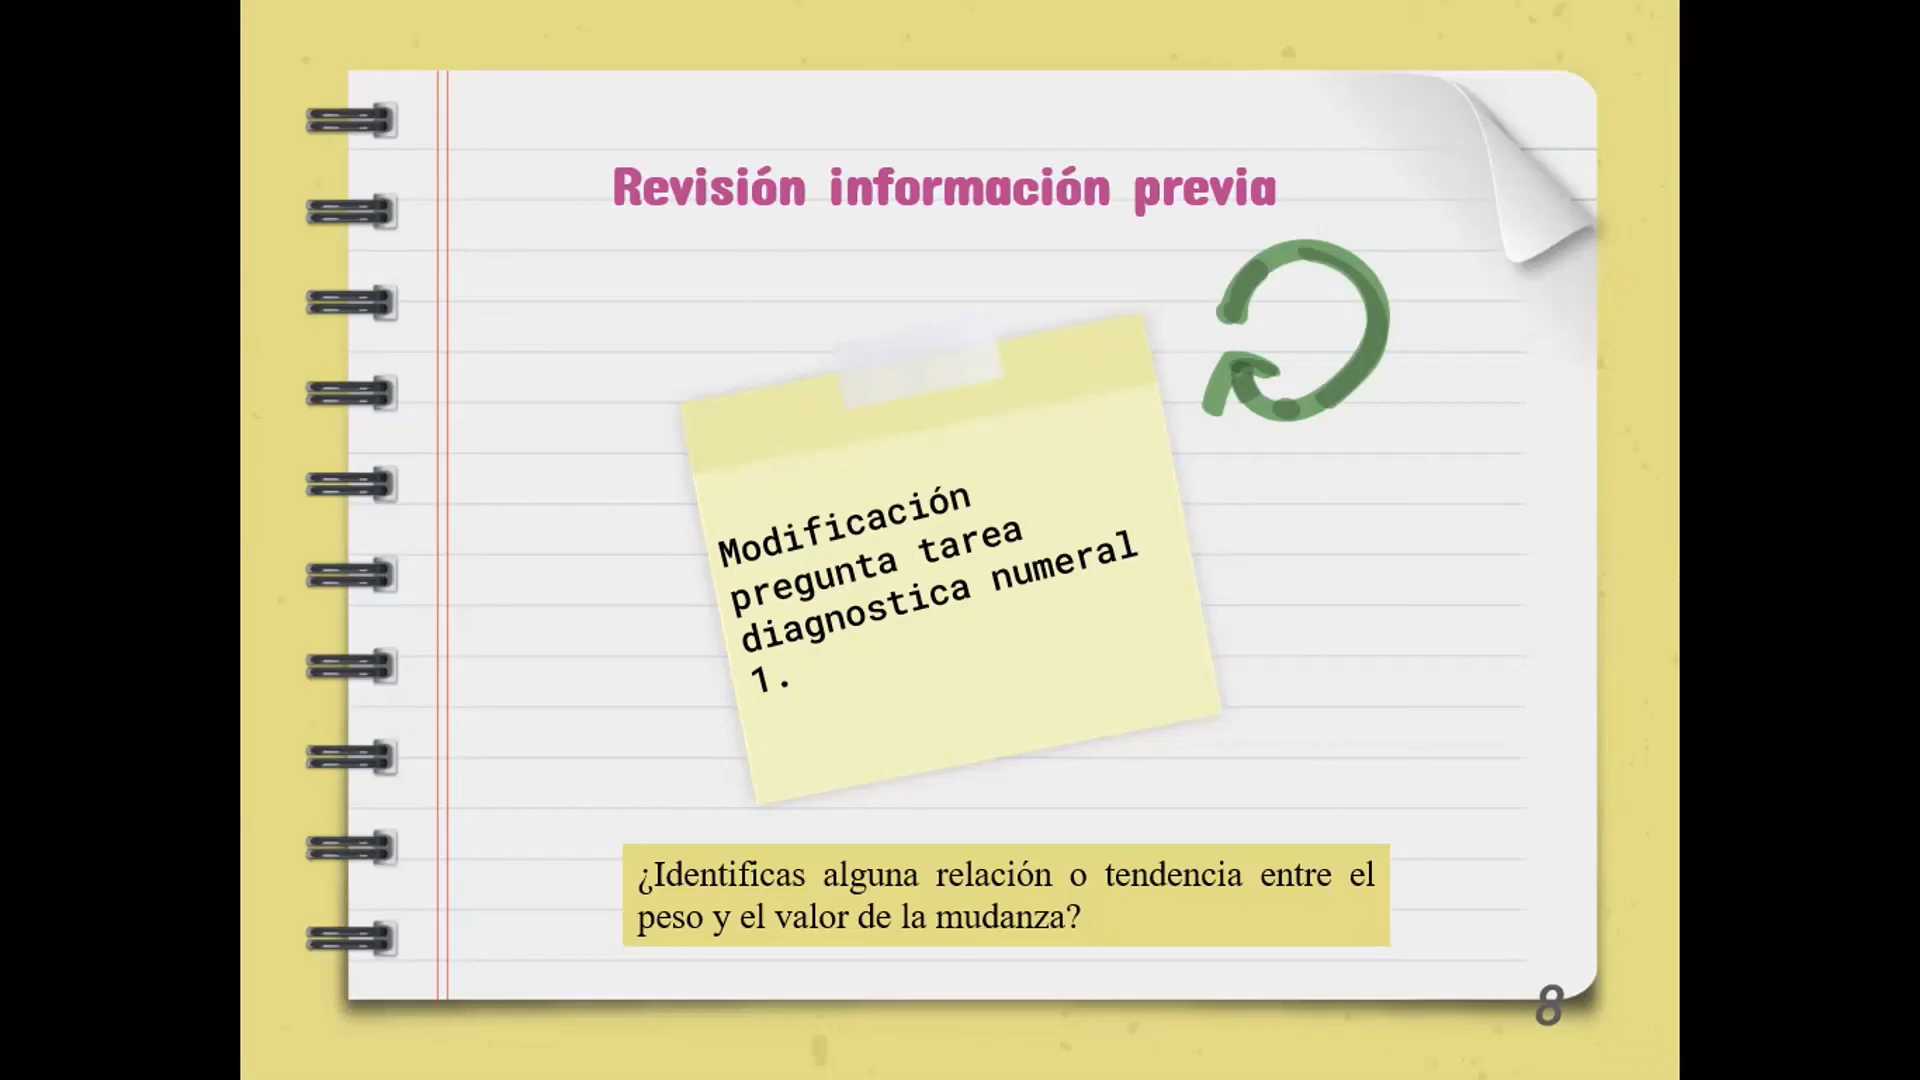 Revisión información previa
Modificación
pregunta tarea
diagnostica numeral
1.
¿Identificas alguna relación o tendencia entre el
peso y el valor de la mudanza?
8